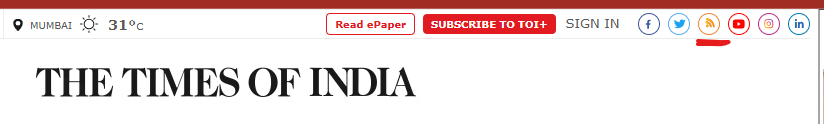 MUMBAI 31°C Read ePaper SUBSCRIBE TO TOI+ SIGN IN
THE TIMES OF INDIA